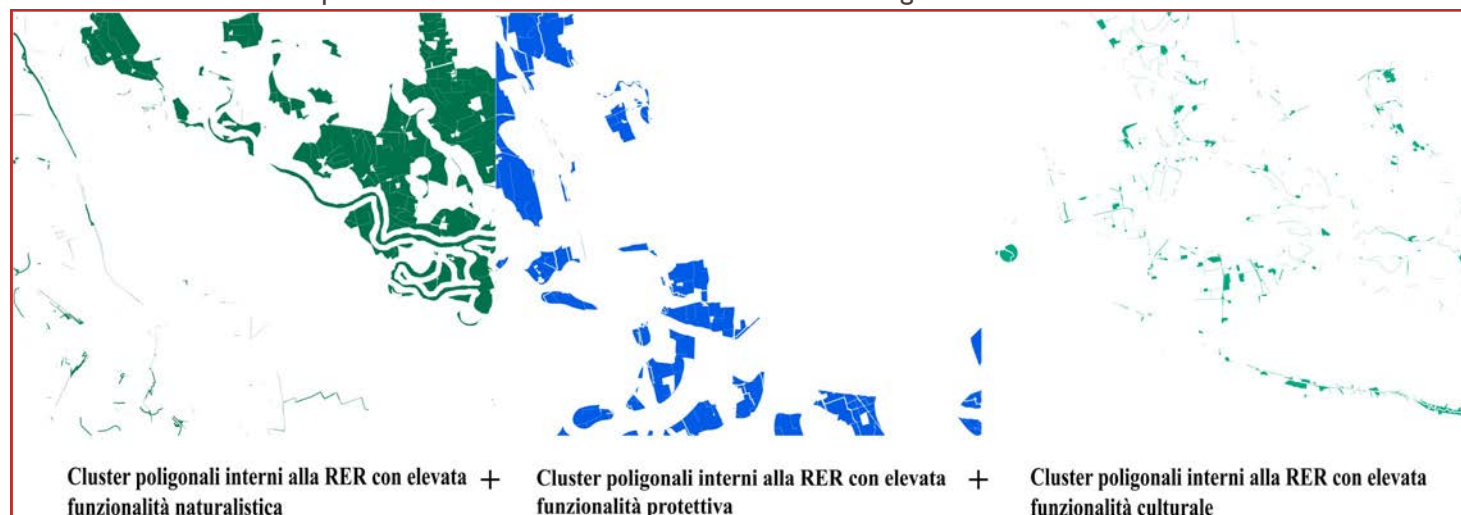 Cluster poligonali interni alla RER con elevata
funzionalità naturalistica
+
Cluster poligonali interni alla RER con elevata
funzionalità protettiva
+
Cluster poligonali interni alla RER con elevata
funzionalità culturale